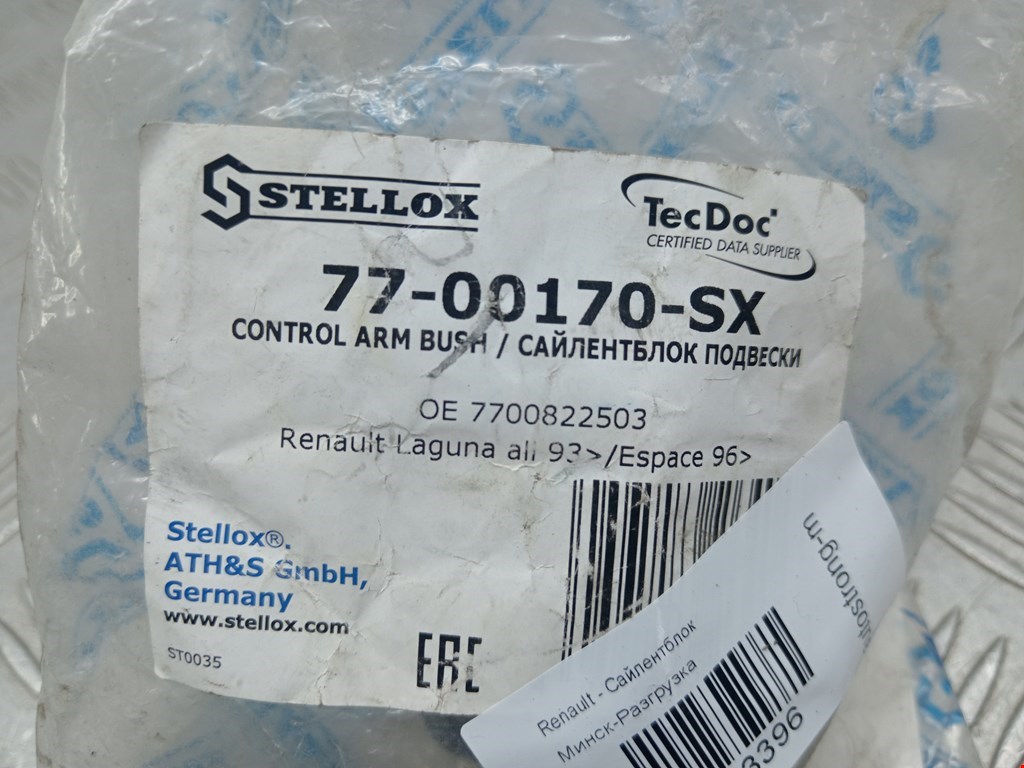 STELLOX
TecDoc
CERTIFIED DATA SUPPLIER
77-00170-SX
CONTROL ARM BUSH / САЙЛЕНТБЛОК ПОДВЕСКИ
OE 7700822503
Renault Laguna all 93>/Espace 96>
Stellox®.
ATH&S GmbH,
Germany
www.stellox.com
ST0035
EAC
Renault - Сайлентблок
Минск-Разгрузка
3396